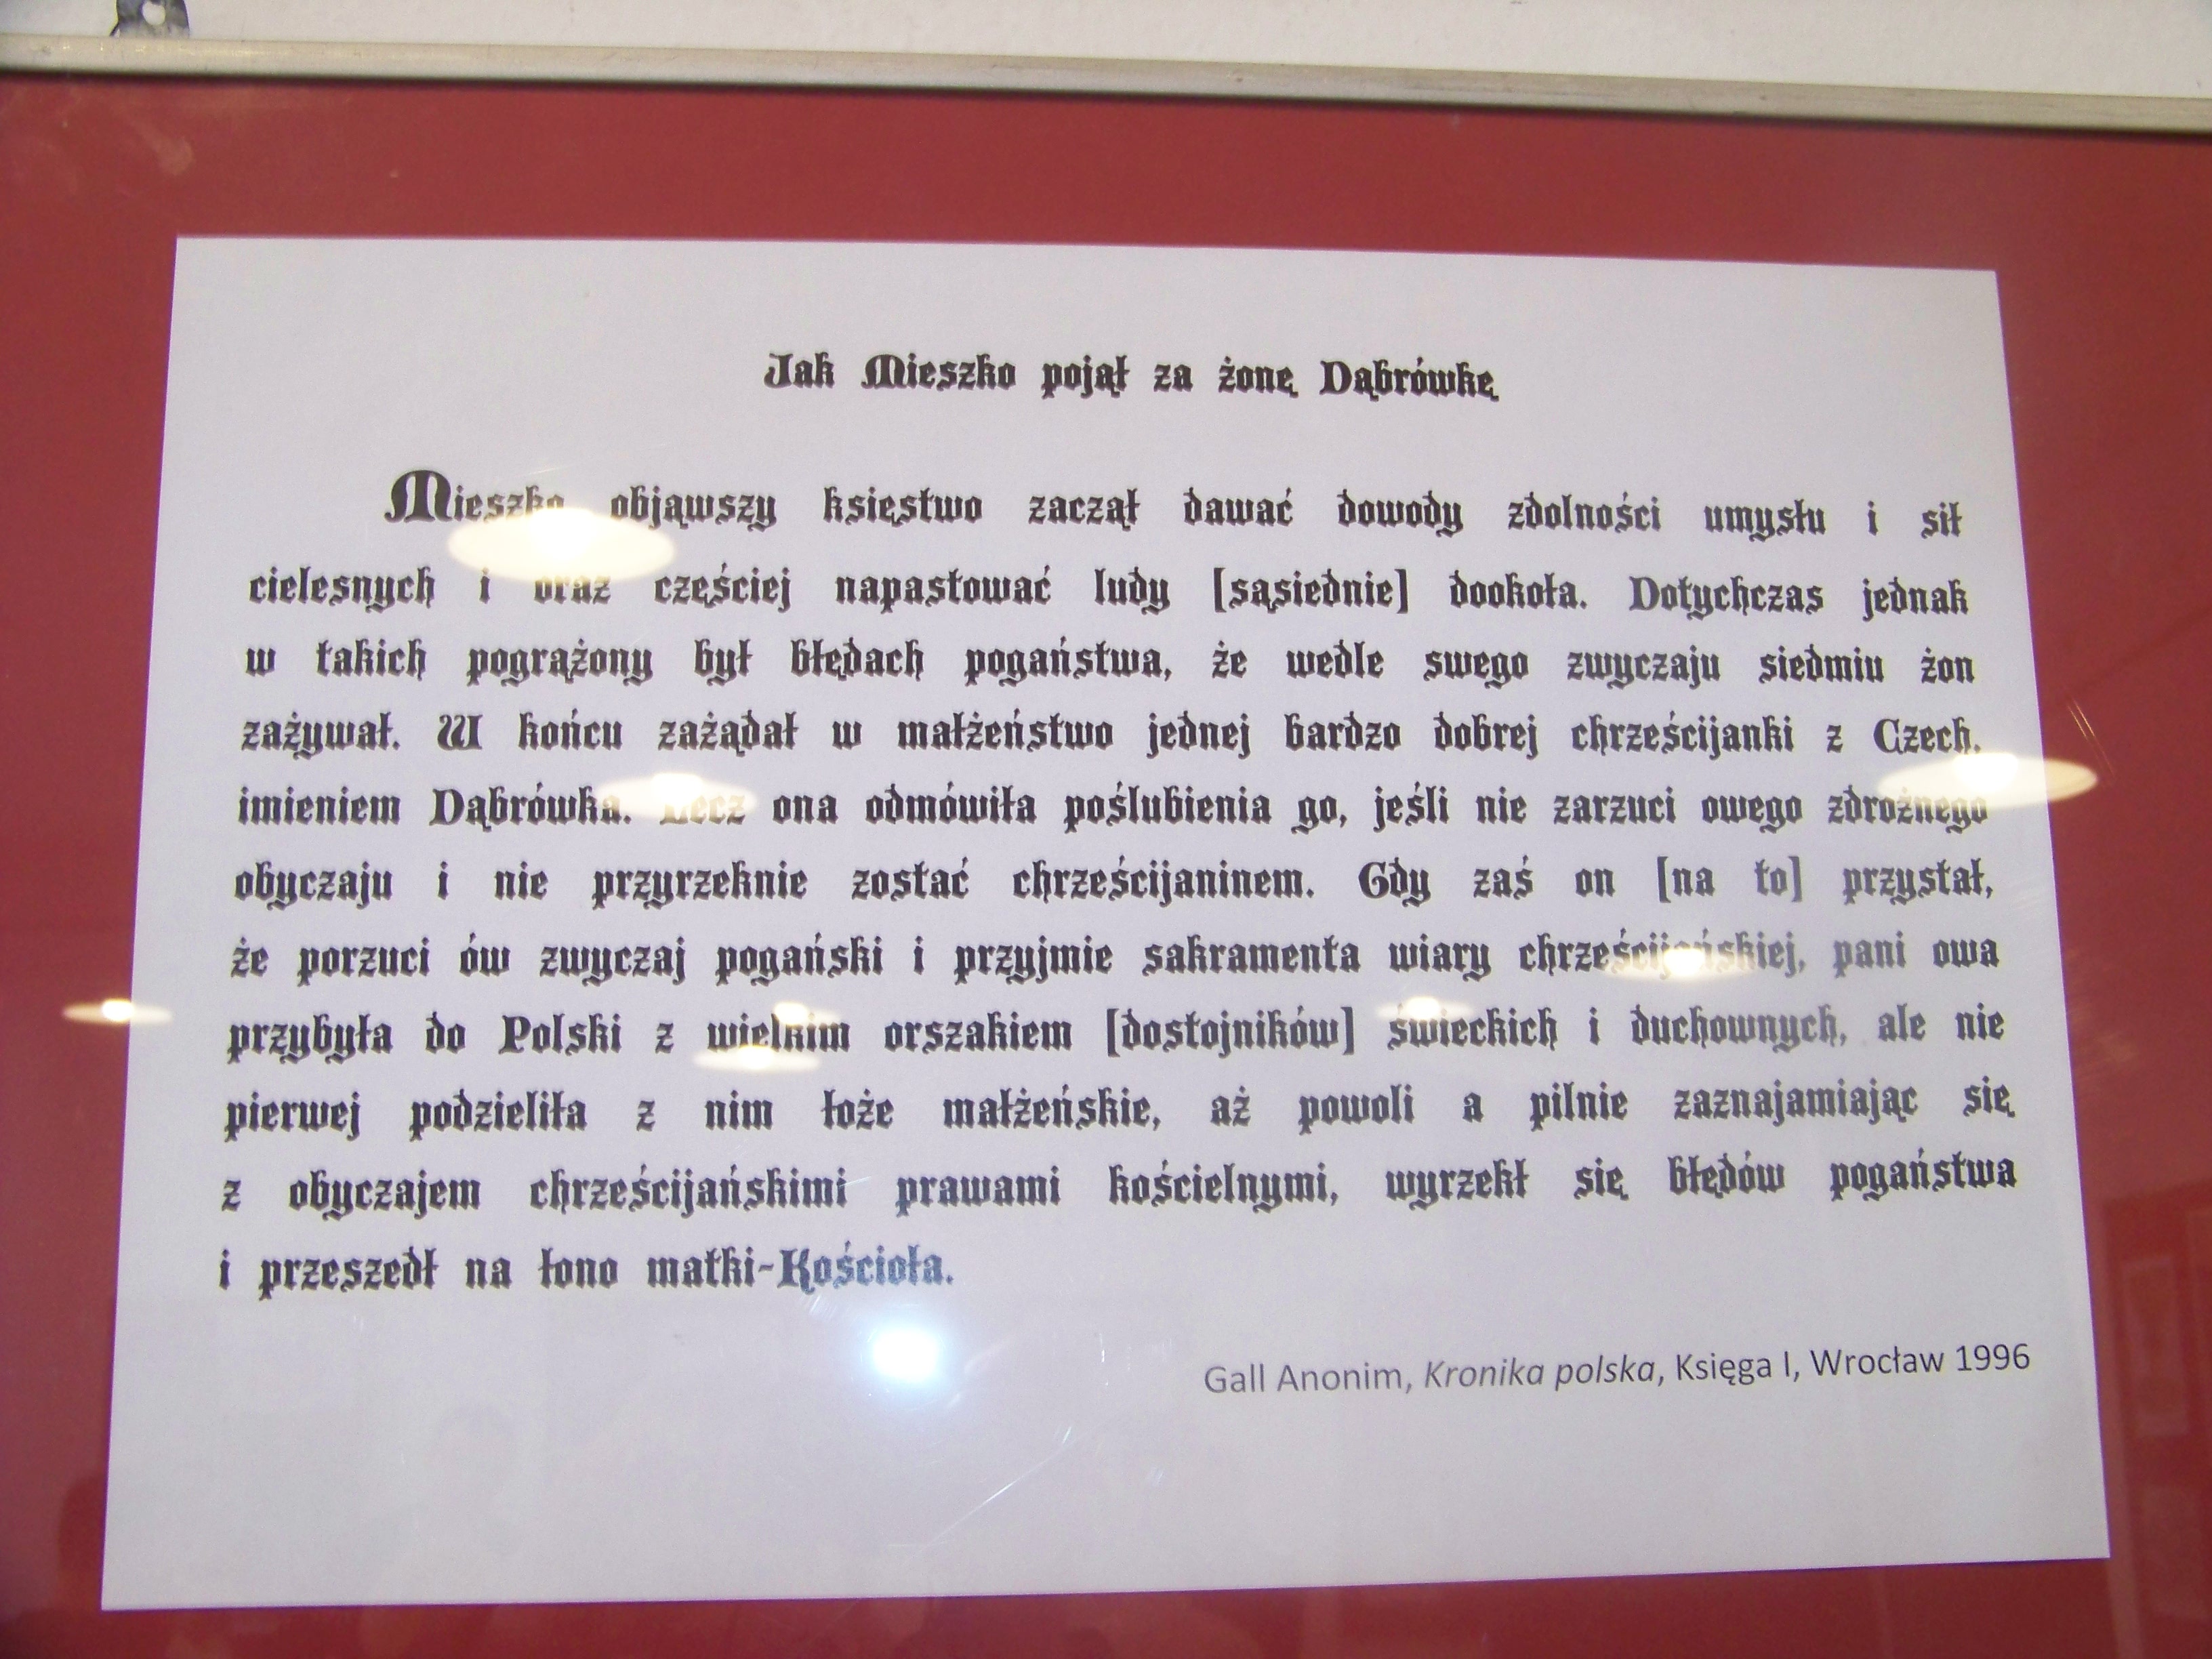 Jak Mieszko pojął za żonę Dąbrówkę
Mieszko objąwszy księstwo zaczął dawać dowody zdolności umysłu i sił
cielesnych i oraz częściej napastować ludy [sąsiednie] dookoła. Dotychczas jednak
w takich pogrążony był błędach pogaństwa, że wedle swego zwyczaju siedmiu żon
zażywał. W końcu zażądał w małżeństwo jednej bardzo dobrej chrześcijanki z Czech,
imieniem Dąbrówka. Lecz ona odmówiła poślubienia go, jeśli nie zarzuci owego zdrożnego
obyczaju i nie przyrzeknie zostać chrześcijaninem. Gdy zaś on [na to] przystał,
że porzuci ów zwyczaj pogański i przyjmie sakramenta wiary chrześcijańskiej, pani owa
przybyła do Polski z wielkim orszakiem [dostojników] świeckich i duchownych, ale nie
pierwej podzieliła z nim łoże małżeńskie, aż powoli a pilnie zaznajamiając się
z obyczajem chrześcijańskimi prawami kościelnymi, wyrzekł się błędów pogaństwa
i przeszedł na łono matki-Kościoła.
Gall Anonim, Kronika polska, Księga I, Wrocław 1996